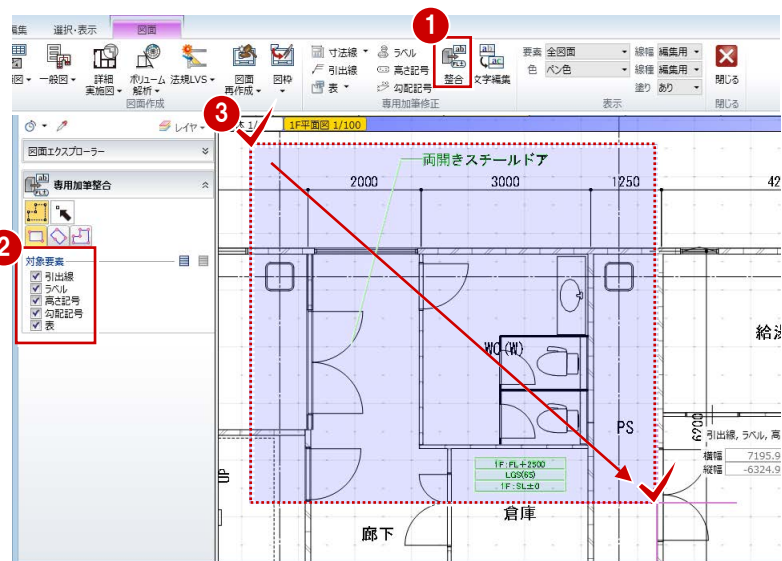 1
編集 選択・表示 図面
一般図
詳細実施図
ボリューム解析
法規LVS
図面再作成
図枠
図面作成
寸法線
引出線
表
ラベル
高さ記号
勾配記号
整合
文字編集
専用加筆修正
要素 全図面
色 ペン色
線幅 編集用
線種 編集用
塗り あり
表示
閉じる
閉じる
3
レイヤ
1F平面図 1/100
図面エクスプローラー
専用加筆整合
2
対象要素
引出線
ラベル
高さ記号
勾配記号
表
両開きスチールドア
2000 3000 1250 42
WC(W)
給湯
PS
6200
引出線, ラベル, 高
横幅 7195.9
縦幅 -6324.9
1F:FL+2500
LGS(65)
1F:SL±0
UP
倉庫
廊下